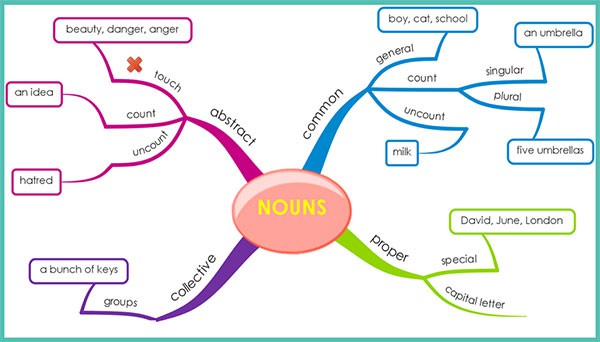 NOUNS
abstract
touch
beauty, danger, anger
count
an idea
uncount
hatred
common
general
boy, cat, school
count
singular
an umbrella
plural
five umbrellas
uncount
milk
collective
groups
a bunch of keys
proper
special
David, June, London
capital letter